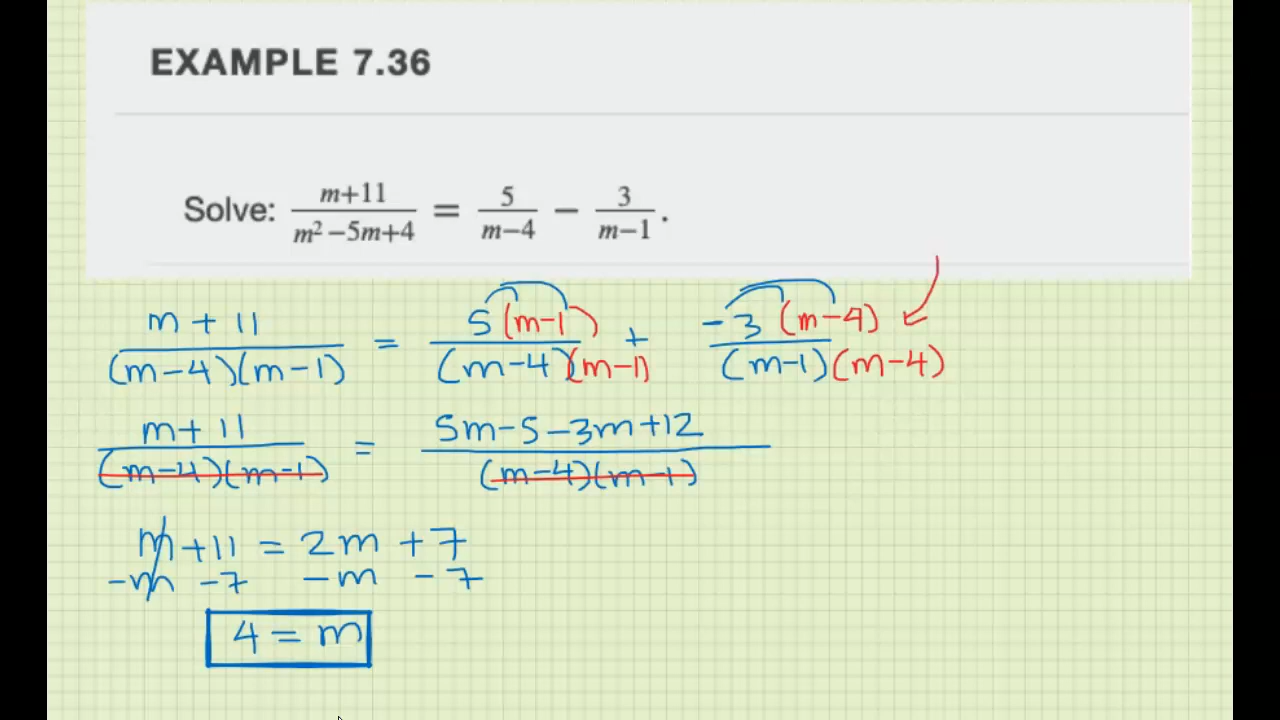 EXAMPLE 7.36
Solve: m+11/m²−5m+4 = 5/m−4 − 3/m−1.
m + 11/(m−4)(m−1) = 5(m−1)/(m−4)(m−1) + −3(m−4)/(m−1)(m−4)
m + 11/(m−4)(m−1) = 5m−5−3m+12/(m−4)(m−1)
m +11 = 2m +7
−m −7 −m −7
4 = m